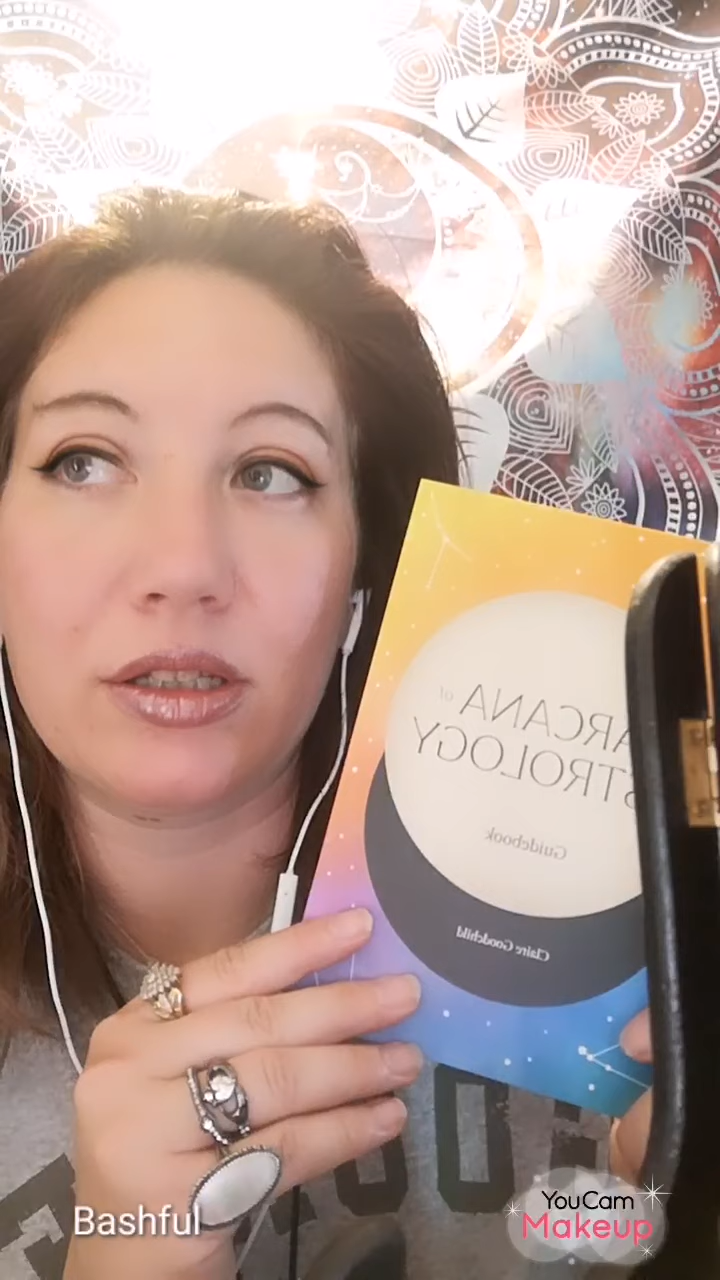 ARCANA OF
STROLOGY
Guidebook
Claire Goodchild
Bashful
YouCam
Makeup